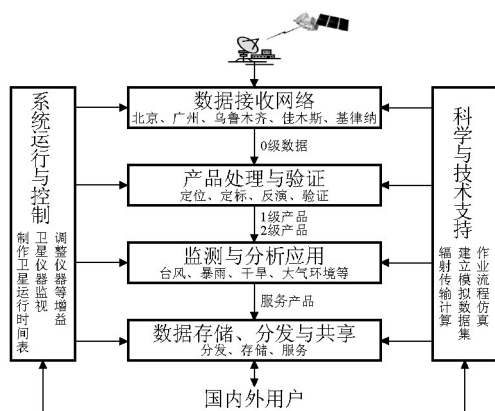 数据接收网络
北京、广州、乌鲁木齐、佳木斯、基律纳
0级数据
产品处理与验证
定位、定标、反演、验证
1级产品
2级产品
监测与分析应用
台风、暴雨、干旱、大气环境等
服务产品
数据存储、分发与共享
分发、存储、服务
国内外用户
系统运行与控制
调整仪器等增益
卫星仪器监视
制作卫星运行时间表
科学与技术支持
作业流程仿真
建立模拟数据集
辐射传输计算